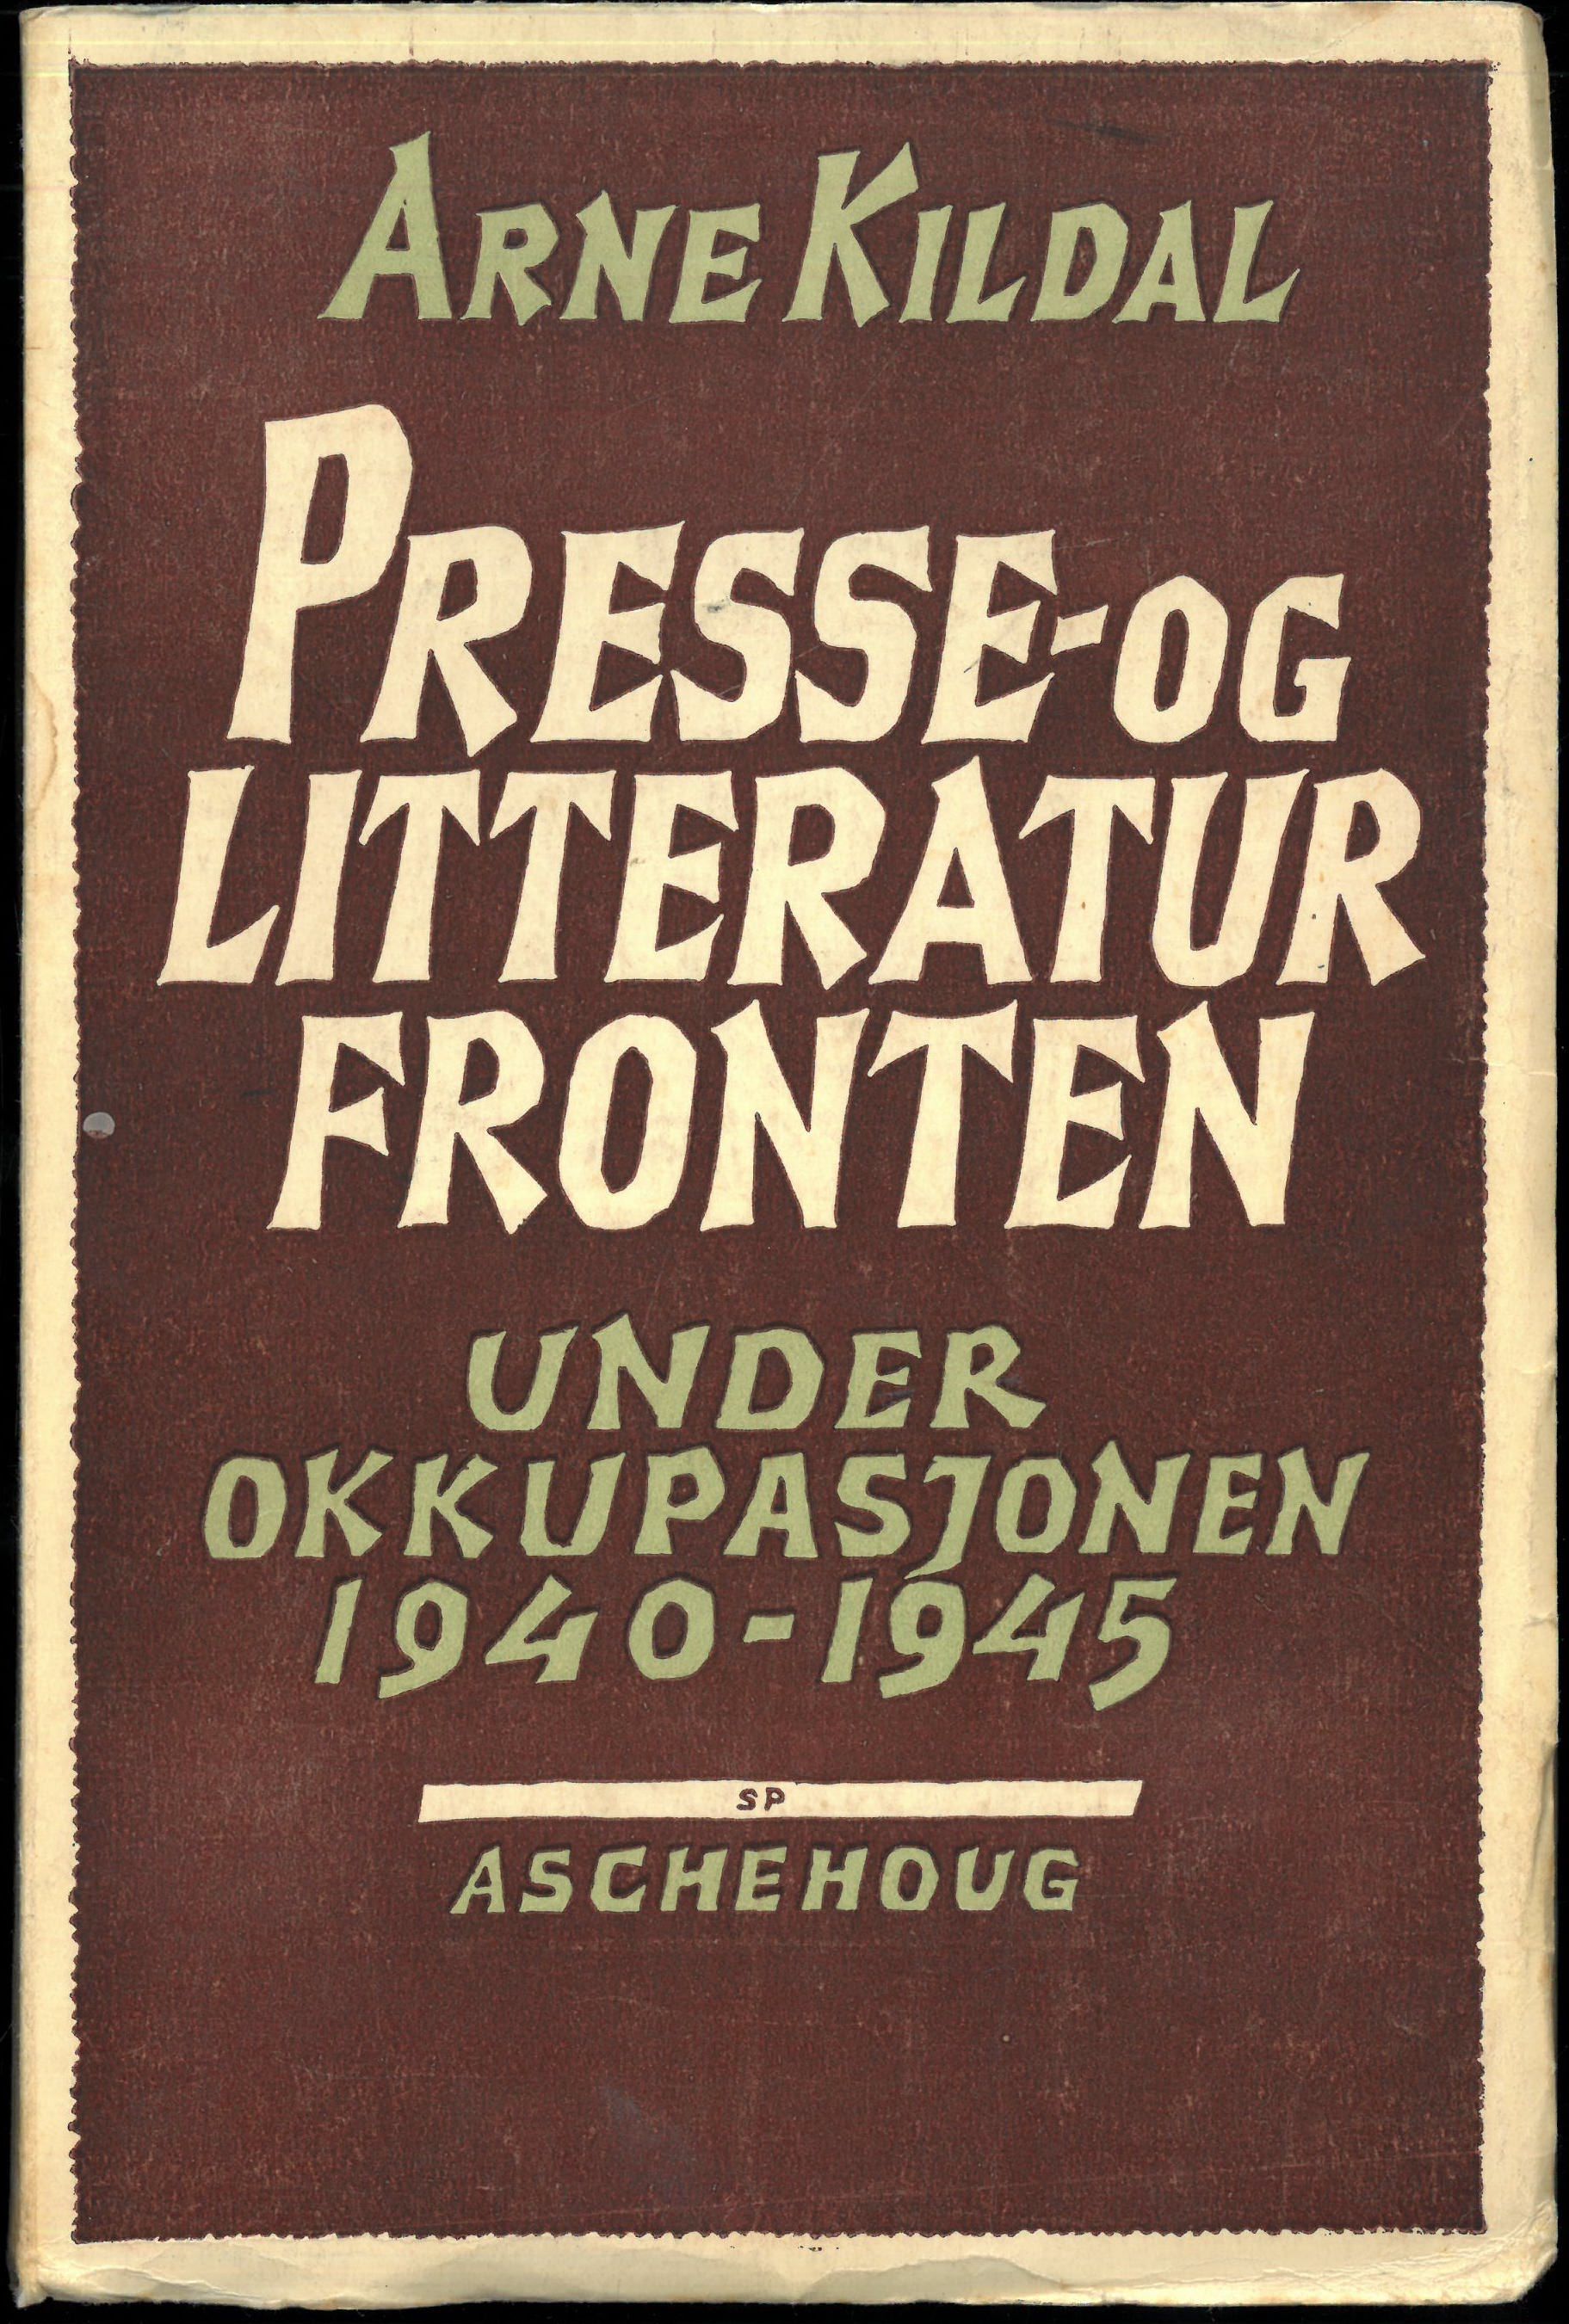 ARNE KILDAL
PRESSE-OG
LITTERATUR
FRONTEN
UNDER
OKKUPASJONEN
1940-1945
SP
ASCHEHOUG